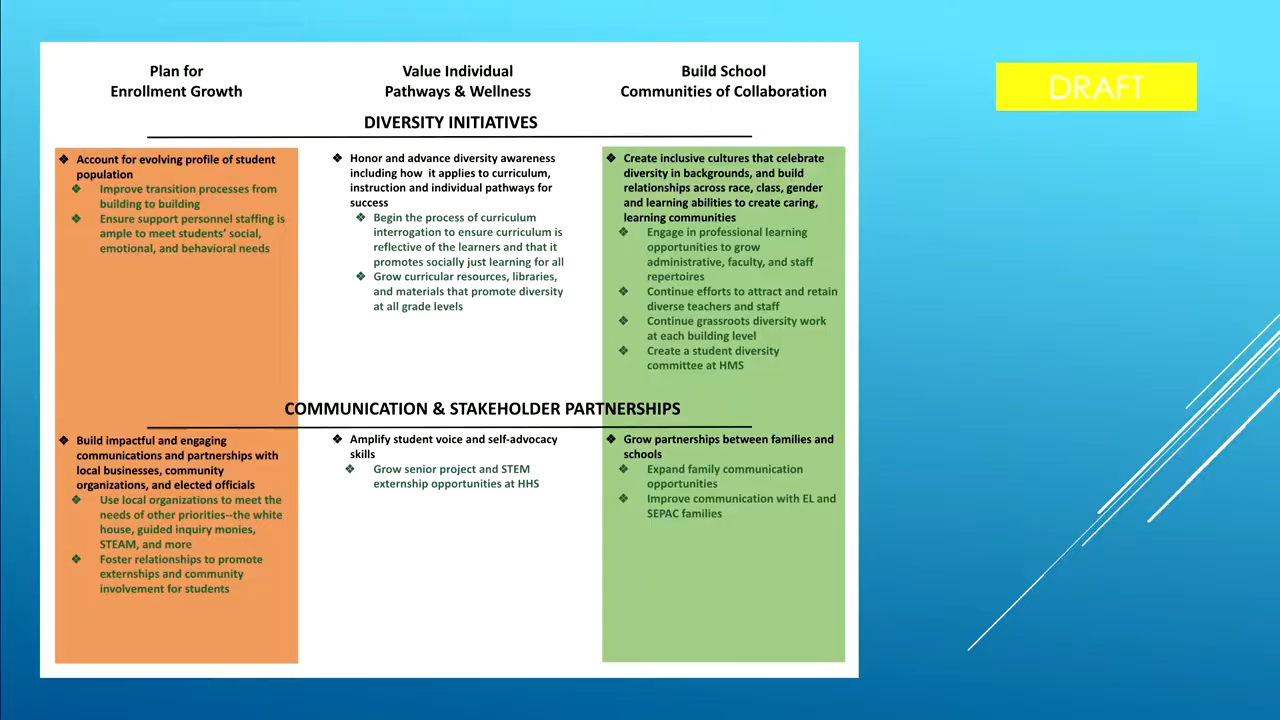 Plan for
Enrollment Growth
Value Individual
Pathways & Wellness
Build School
Communities of Collaboration
DRAFT
DIVERSITY INITIATIVES
❖ Account for evolving profile of student
population
❖ Improve transition processes from
building to building
❖ Ensure support personnel staffing is
ample to meet students' social,
emotional, and behavioral needs
❖ Honor and advance diversity awareness
including how it applies to curriculum,
instruction and individual pathways for
success
❖ Begin the process of curriculum
interrogation to ensure curriculum is
reflective of the learners and that it
promotes socially just learning for all
❖ Grow curricular resources, libraries,
and materials that promote diversity
at all grade levels
❖ Create inclusive cultures that celebrate
diversity in backgrounds, and build
relationships across race, class, gender
and learning abilities to create caring,
learning communities
❖ Engage in professional learning
opportunities to grow
administrative, faculty, and staff
repertoires
❖ Continue efforts to attract and retain
diverse teachers and staff
❖ Continue grassroots diversity work
at each building level
❖ Create a student diversity
committee at HMS
COMMUNICATION & STAKEHOLDER PARTNERSHIPS
❖ Build impactful and engaging
communications and partnerships with
local businesses, community
organizations, and elected officials
❖ Use local organizations to meet the
needs of other priorities--the white
house, guided inquiry monies,
STEAM, and more
❖ Foster relationships to promote
externships and community
involvement for students
❖ Amplify student voice and self-advocacy
skills
❖ Grow senior project and STEM
externship opportunities at HHS
❖ Grow partnerships between families and
schools
❖ Expand family communication
opportunities
❖ Improve communication with EL and
SEPAC families